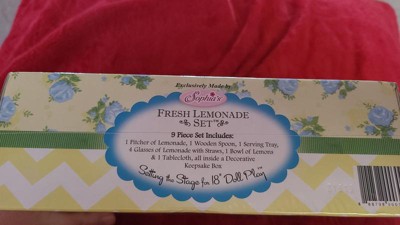 Exclusively Made by
Sophia's
FRESH LEMONADE
SET™
9 Piece Set Includes:
1 Pitcher of Lemonade, 1 Wooden Spoon, 1 Serving Tray,
4 Glasses of Lemonade with Straws, 1 Bowl of Lemons
& 1 Tablecloth, all inside a Decorative
Keepsake Box
Setting the Stage for 18" Doll Play™